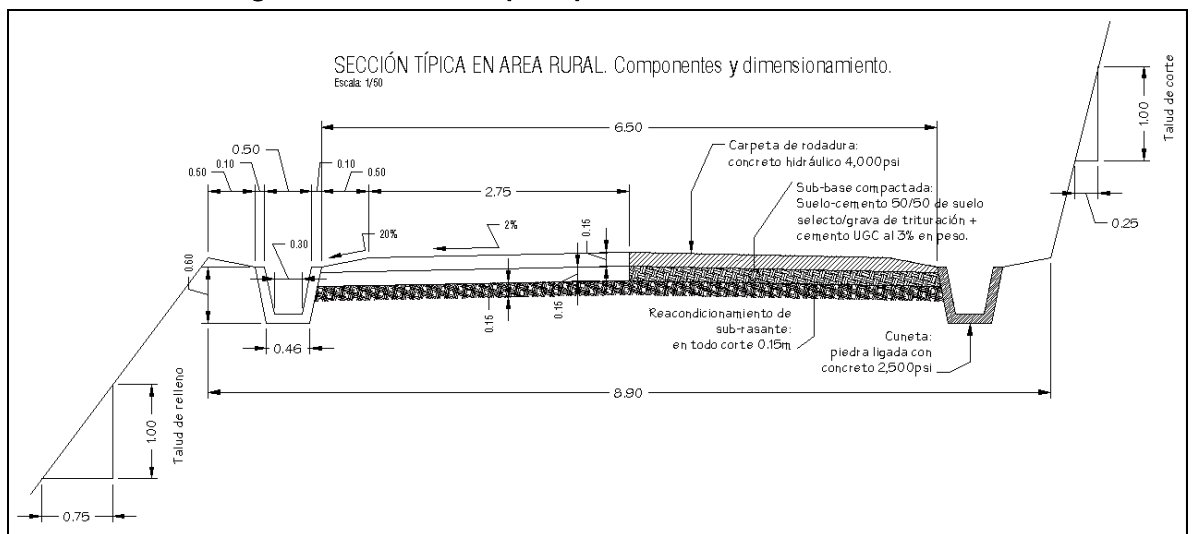 SECCIÓN TÍPICA EN AREA RURAL. Componentes y dimensionamiento.
Escala: 1/50
6.50
Carpeta de rodadura:
concreto hidráulico 4,000psi
Sub-base compactada:
Suelo-cemento 50/50 de suelo
selecto/grava de trituración +
cemento UGC al 3% en peso.
0.50
0.10
0.50
0.10
0.50
2.75
20%
2%
0.15
0.30
0.60
0.46
0.15
0.15
Reacondicionamiento de
sub-rasante:
en todo corte 0.15m
Cuneta:
piedra ligada con
concreto 2,500psi
8.90
1.00
Talud de relleno
0.75
1.00
Talud de corte
0.25